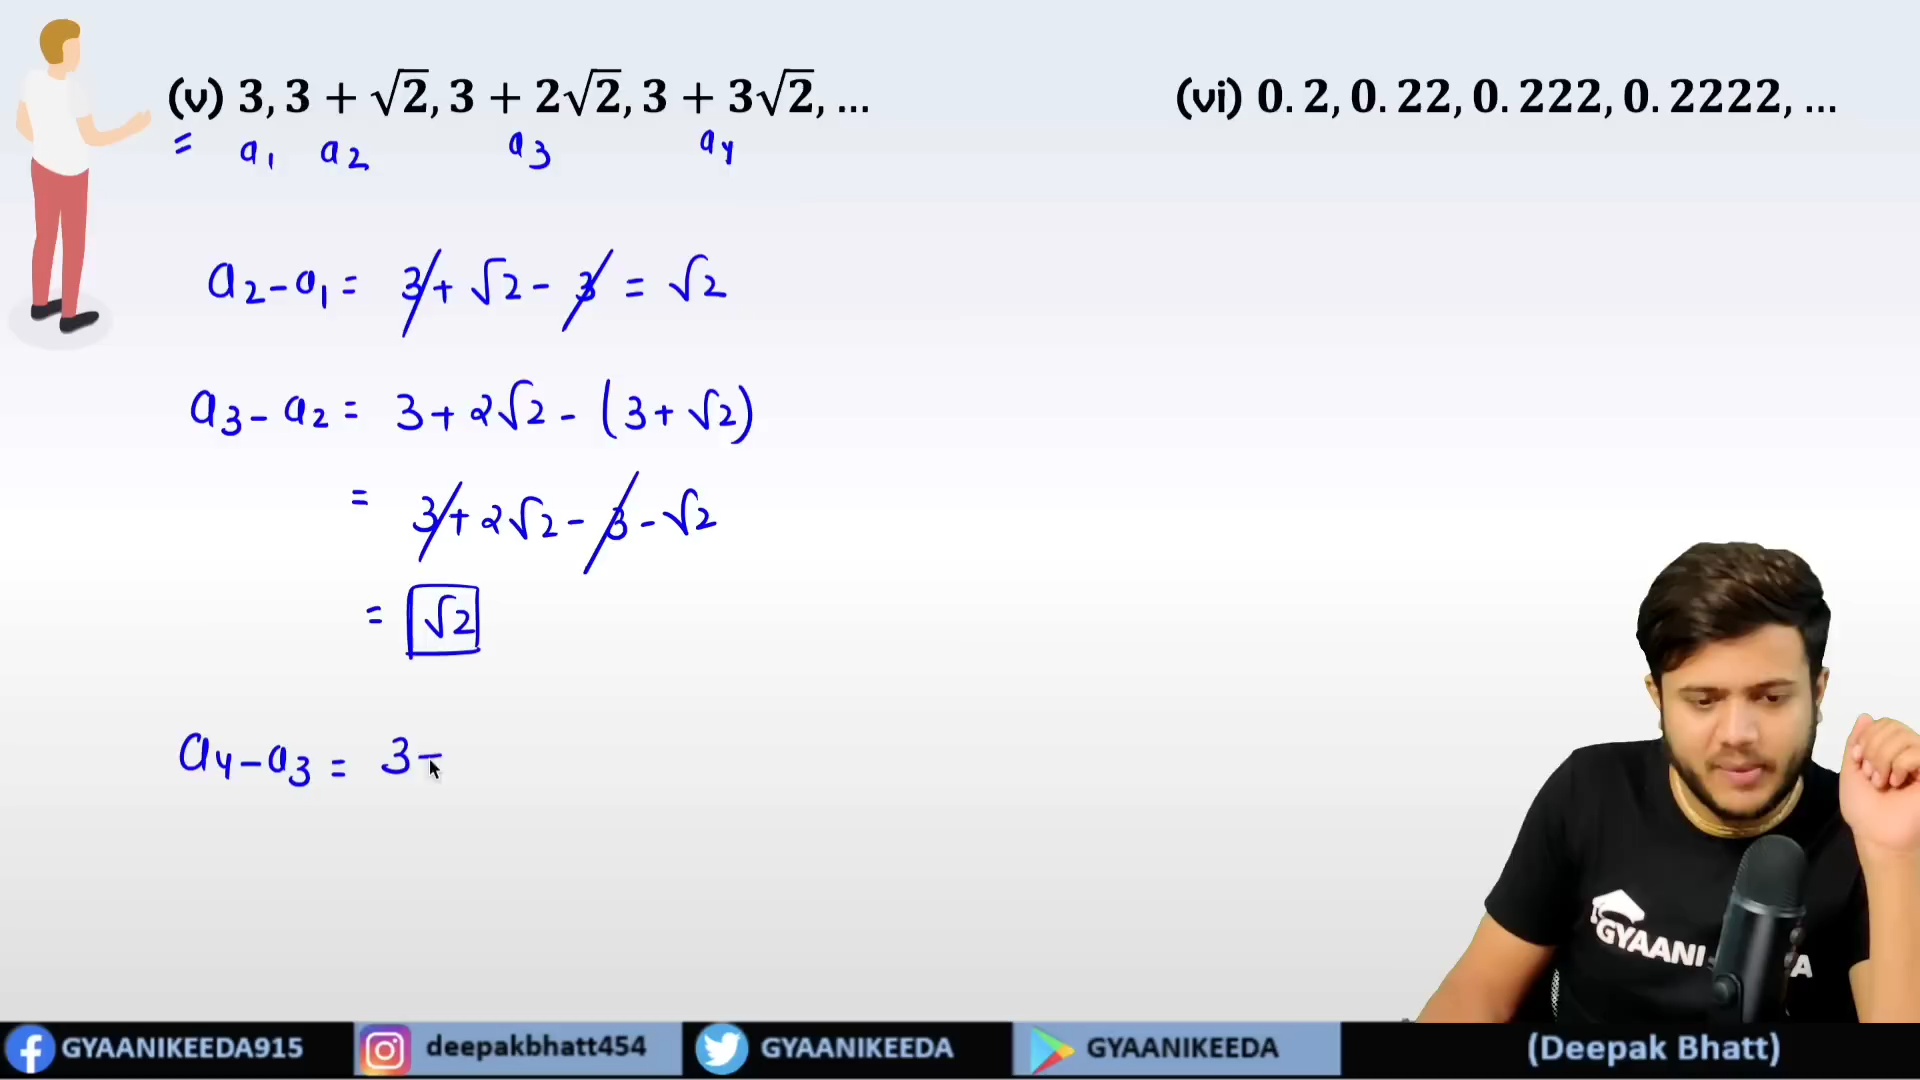 (v) 3, 3 + √2, 3 + 2√2, 3 + 3√2, ...
= a₁ a₂ a₃ a₄
a₂ - a₁ = 3 + √2 - 3 = √2
a₃ - a₂ = 3 + 2√2 - (3 + √2)
= 3 + 2√2 - 3 - √2
= √2
a₄ - a₃ = 3 -
(vi) 0.2, 0.22, 0.222, 0.2222, ...
GYAANI A
GYAANIKEEDA915 deepakbhatt454 GYAANIKEEDA GYAANIKEEDA (Deepak Bhatt)